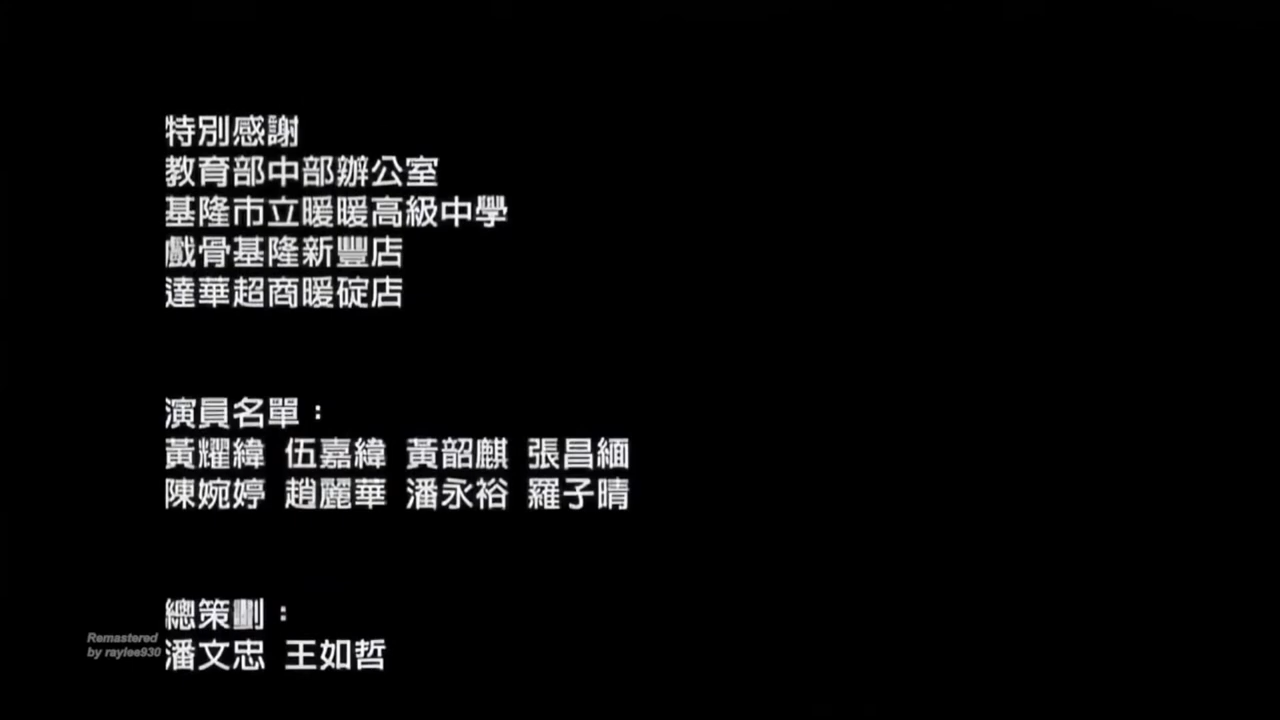 特別感謝
教育部中部辦公室
基隆市立暖暖高級中學
戲骨基隆新豐店
達華超商暖碇店
演員名單：
黃耀緯 伍嘉緯 黃韶麒 張昌緬
陳婉婷 趙麗華 潘永裕 羅子晴
總策劃：
潘文忠 王如哲
Remastered
by raylee930